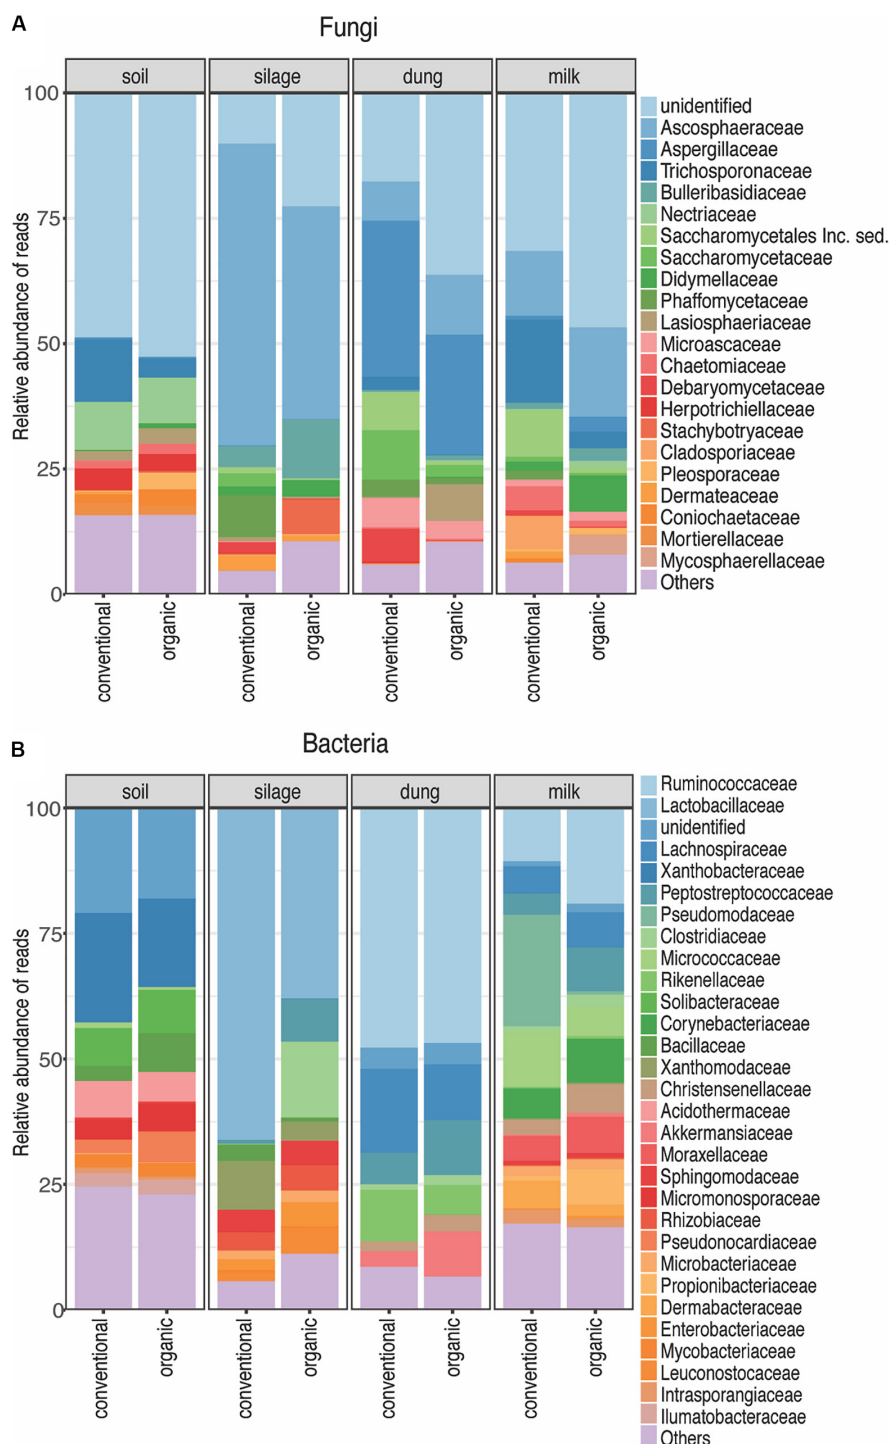 A
Fungi
soil silage dung milk
100
75
50
25
0
Relative abundance of reads
conventional organic conventional organic conventional organic conventional organic
unidentified
Ascosphaeraceae
Aspergillaceae
Trichosporonaceae
Bulleribasidiaceae
Nectriaceae
Saccharomycetales Inc. sed.
Saccharomycetaceae
Didymellaceae
Phaffomycetaceae
Lasiosphaeriaceae
Microascaceae
Chaetomiaceae
Debaryomycetaceae
Herpotrichiellaceae
Stachybotryaceae
Cladosporiaceae
Pleosporaceae
Dermateaceae
Coniochaetaceae
Mortierellaceae
Mycosphaerellaceae
Others
B
Bacteria
soil silage dung milk
100
75
50
25
0
Relative abundance of reads
conventional organic conventional organic conventional organic conventional organic
Ruminococcaceae
Lactobacillaceae
unidentified
Lachnospiraceae
Xanthobacteraceae
Peptostreptococcaceae
Pseudomodaceae
Clostridiaceae
Micrococcaceae
Rikenellaceae
Solibacteraceae
Corynebacteriaceae
Bacillaceae
Xanthomodaceae
Christensenellaceae
Acidothermaceae
Akkermansiaceae
Moraxellaceae
Sphingomodaceae
Micromonosporaceae
Rhizobiaceae
Pseudonocardiaceae
Microbacteriaceae
Propionibacteriaceae
Dermabacteraceae
Enterobacteriaceae
Mycobacteriaceae
Leuconostocaceae
Intrasporangiaceae
Ilumatobacteraceae
Others